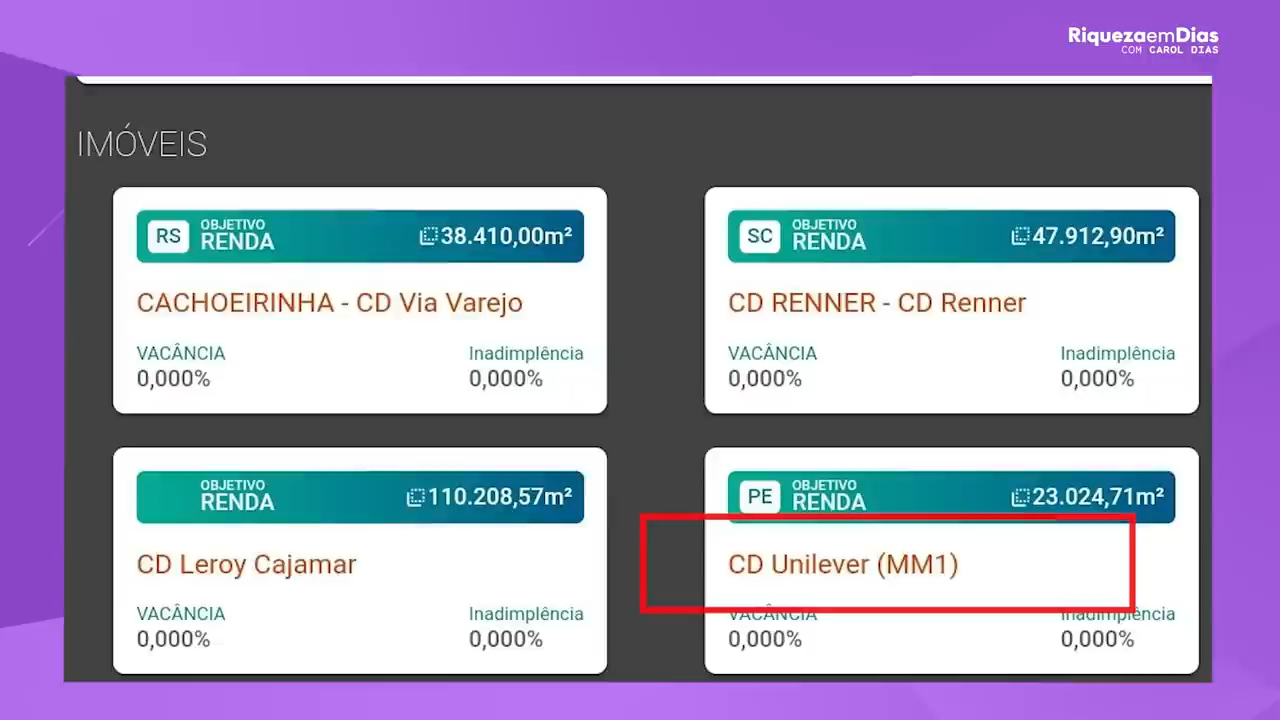 RiquezaemDias
COM CAROL DIAS
IMÓVEIS
RS
OBJETIVO
RENDA
38.410,00m²
CACHOEIRINHA - CD Via Varejo
VACÂNCIA
Inadimplência
0,000%
0,000%
SC
OBJETIVO
RENDA
47.912,90m²
CD RENNER - CD Renner
VACÂNCIA
Inadimplência
0,000%
0,000%
OBJETIVO
RENDA
110.208,57m²
CD Leroy Cajamar
VACÂNCIA
Inadimplência
0,000%
0,000%
PE
OBJETIVO
RENDA
23.024,71m²
CD Unilever (MM1)
VACÂNCIA
Inadimplência
0,000%
0,000%